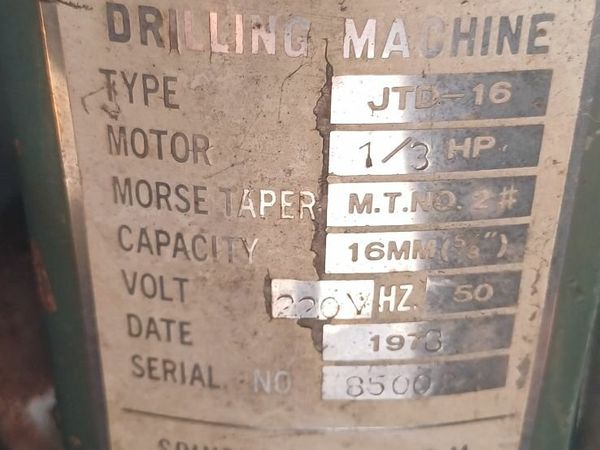 DRILLING MACHINE
TYPE JTD-16
MOTOR 1/3 HP
MORSE TAPER M.T.NO. 2#
CAPACITY 16MM(5/8")
VOLT 220V HZ. 50
DATE
SERIAL NO 8500